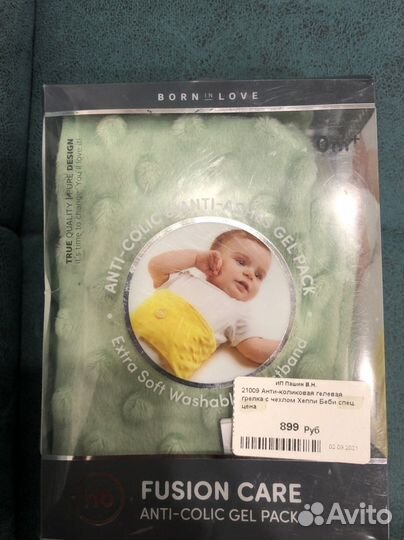 BORN IN LOVE
0m+
TRUE QUALITY PURE DESIGN
It's time to change. You'll love it!
ANTI-COLIC ANTI- GEL PACK
Extra Soft Washable
ИП Пашин В.Н.
21009 Анти-коликовая гелевая
грелка с чехлом Хеппи Беби спец.
цена
899 Руб
02.09.2021
hb
FUSION CARE
ANTI-COLIC GEL PACK
Avito